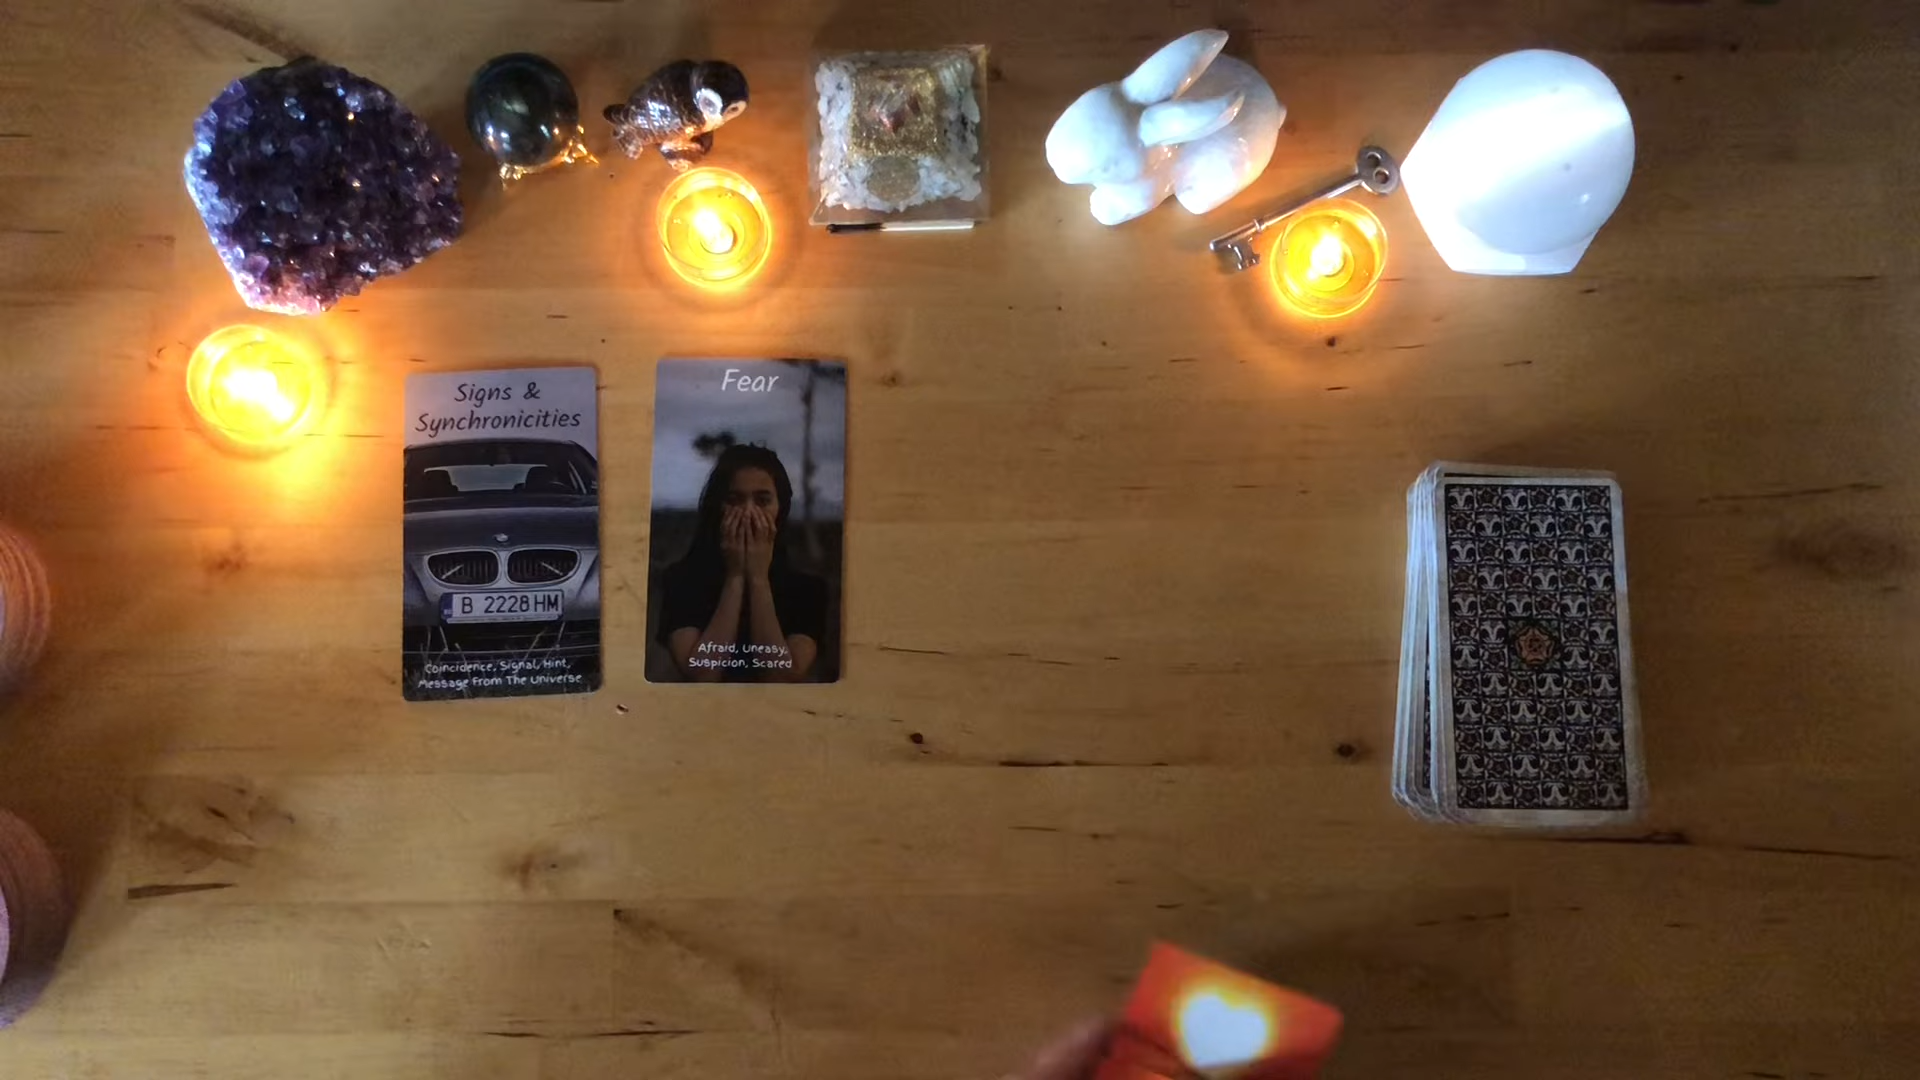 Signs &
Synchronicities
B 2228 HM
Coincidence, Signal, Hint,
Message From The Universe
Fear
Afraid, Uneasy,
Suspicion, Scared